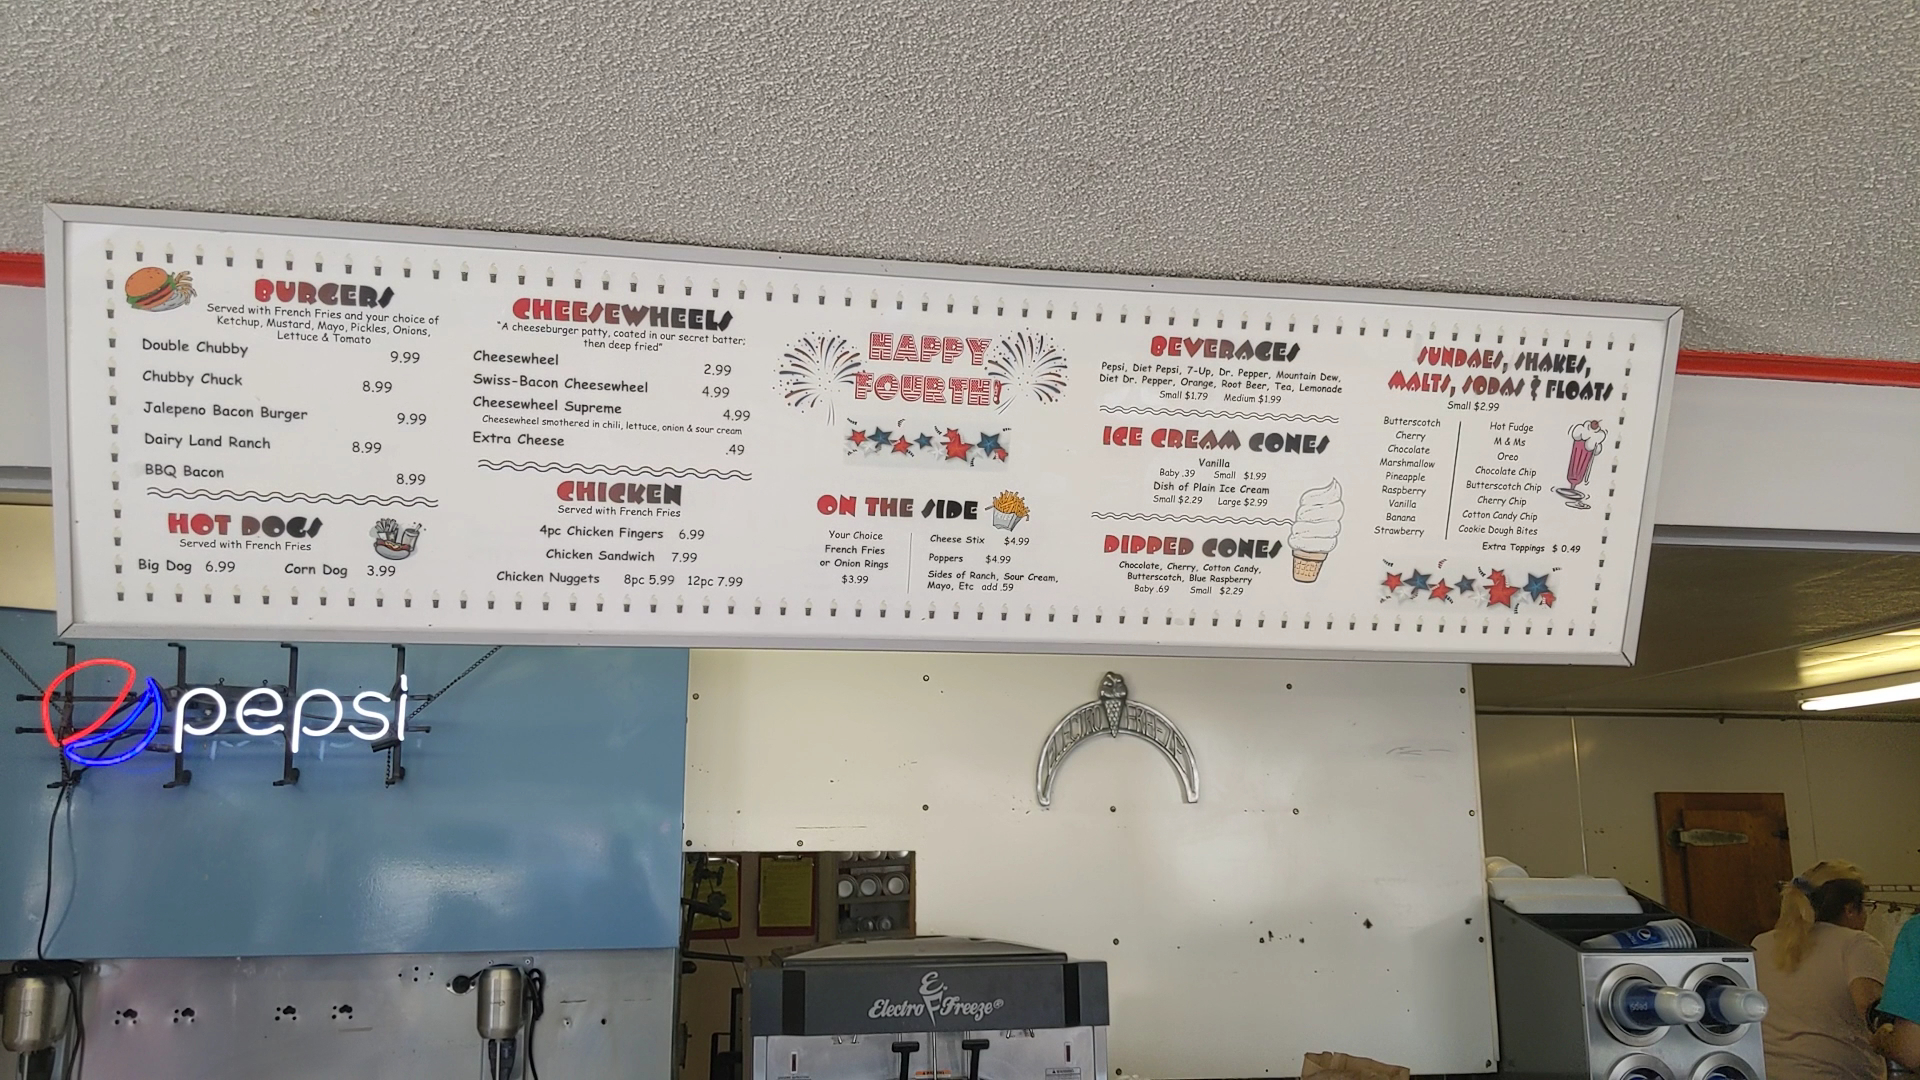 BURGERS
Served with French Fries and your choice of
Ketchup, Mustard, Mayo, Pickles, Onions,
Lettuce & Tomato
Double Chubby 9.99
Chubby Chuck 8.99
Jalepeno Bacon Burger 9.99
Dairy Land Ranch 8.99
BBQ Bacon 8.99
HOT DOGS
Served with French Fries
Big Dog 6.99 Corn Dog 3.99
CHEESEWHEELS
"A cheeseburger patty, coated in our secret batter;
then deep fried"
Cheesewheel 2.99
Swiss-Bacon Cheesewheel 4.99
Cheesewheel Supreme 4.99
Cheesewheel smothered in chili, lettuce, onion & sour cream
Extra Cheese .49
CHICKEN
Served with French Fries
4pc Chicken Fingers 6.99
Chicken Sandwich 7.99
Chicken Nuggets 8pc 5.99 12pc 7.99
HAPPY
FOURTH!
ON THE SIDE
Your Choice
French Fries
or Onion Rings
$3.99
Cheese Stix $4.99
Poppers $4.99
Sides of Ranch, Sour Cream,
Mayo, Etc add .59
BEVERAGES
Pepsi, Diet Pepsi, 7-Up, Dr. Pepper, Mountain Dew,
Diet Dr. Pepper, Orange, Root Beer, Tea, Lemonade
Small $1.79 Medium $1.99
ICE CREAM CONES
Vanilla
Baby .39 Small $1.99
Dish of Plain Ice Cream
Small $2.29 Large $2.99
DIPPED CONES
Chocolate, Cherry, Cotton Candy,
Butterscotch, Blue Raspberry
Baby .69 Small $2.29
SUNDAES, SHAKES,
MALTS, SODAS & FLOATS
Small $2.99
Butterscotch
Cherry
Chocolate
Marshmallow
Pineapple
Raspberry
Vanilla
Banana
Strawberry
Hot Fudge
M & Ms
Oreo
Chocolate Chip
Butterscotch Chip
Cherry Chip
Cotton Candy Chip
Cookie Dough Bites
Extra Toppings $ 0.49
pepsi
ELECTRO FREEZE
Electro Freeze®
pepsi